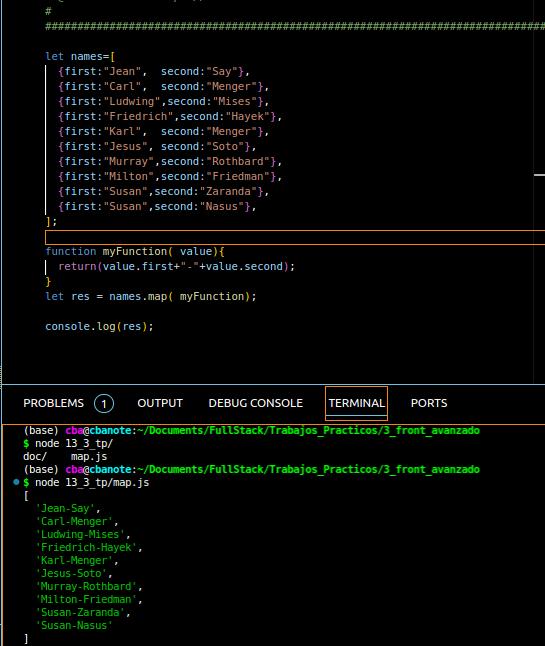 #
################################################################################
let names=[
{first:"Jean",  second:"Say"},
{first:"Carl",  second:"Menger"},
{first:"Ludwing",second:"Mises"},
{first:"Friedrich",second:"Hayek"},
{first:"Karl",  second:"Menger"},
{first:"Jesus", second:"Soto"},
{first:"Murray",second:"Rothbard"},
{first:"Milton",second:"Friedman"},
{first:"Susan",second:"Zaranda"},
{first:"Susan",second:"Nasus"},
];
function myFunction( value){
return(value.first+"-"+value.second);
}
let res = names.map( myFunction);
console.log(res);
PROBLEMS 1 OUTPUT DEBUG CONSOLE TERMINAL PORTS
(base) cba@cbanote:~/Documents/FullStack/Trabajos_Practicos/3_front_avanzado
$ node 13_3_tp/
doc/    map.js
(base) cba@cbanote:~/Documents/FullStack/Trabajos_Practicos/3_front_avanzado
$ node 13_3_tp/map.js
[
'Jean-Say',
'Carl-Menger',
'Ludwing-Mises',
'Friedrich-Hayek',
'Karl-Menger',
'Jesus-Soto',
'Murray-Rothbard',
'Milton-Friedman',
'Susan-Zaranda',
'Susan-Nasus'
]